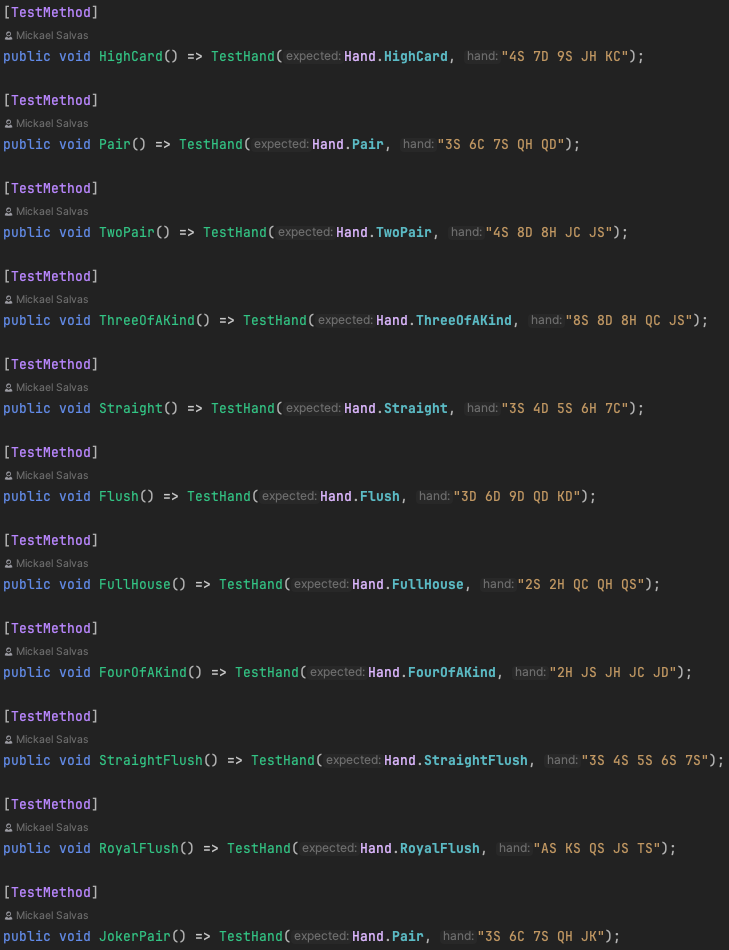 [TestMethod]
Mickael Salvas
public void HighCard() => TestHand(expected: Hand.HighCard, hand: "4S 7D 9S JH KC");
[TestMethod]
Mickael Salvas
public void Pair() => TestHand(expected: Hand.Pair, hand: "3S 6C 7S QH QD");
[TestMethod]
Mickael Salvas
public void TwoPair() => TestHand(expected: Hand.TwoPair, hand: "4S 8D 8H JC JS");
[TestMethod]
Mickael Salvas
public void ThreeOfAKind() => TestHand(expected: Hand.ThreeOfAKind, hand: "8S 8D 8H QC JS");
[TestMethod]
Mickael Salvas
public void Straight() => TestHand(expected: Hand.Straight, hand: "3S 4D 5S 6H 7C");
[TestMethod]
Mickael Salvas
public void Flush() => TestHand(expected: Hand.Flush, hand: "3D 6D 9D QD KD");
[TestMethod]
Mickael Salvas
public void FullHouse() => TestHand(expected: Hand.FullHouse, hand: "2S 2H QC QH QS");
[TestMethod]
Mickael Salvas
public void FourOfAKind() => TestHand(expected: Hand.FourOfAKind, hand: "2H JS JH JC JD");
[TestMethod]
Mickael Salvas
public void StraightFlush() => TestHand(expected: Hand.StraightFlush, hand: "3S 4S 5S 6S 7S");
[TestMethod]
Mickael Salvas
public void RoyalFlush() => TestHand(expected: Hand.RoyalFlush, hand: "AS KS QS JS TS");
[TestMethod]
Mickael Salvas
public void JokerPair() => TestHand(expected: Hand.Pair, hand: "3S 6C 7S QH JK");